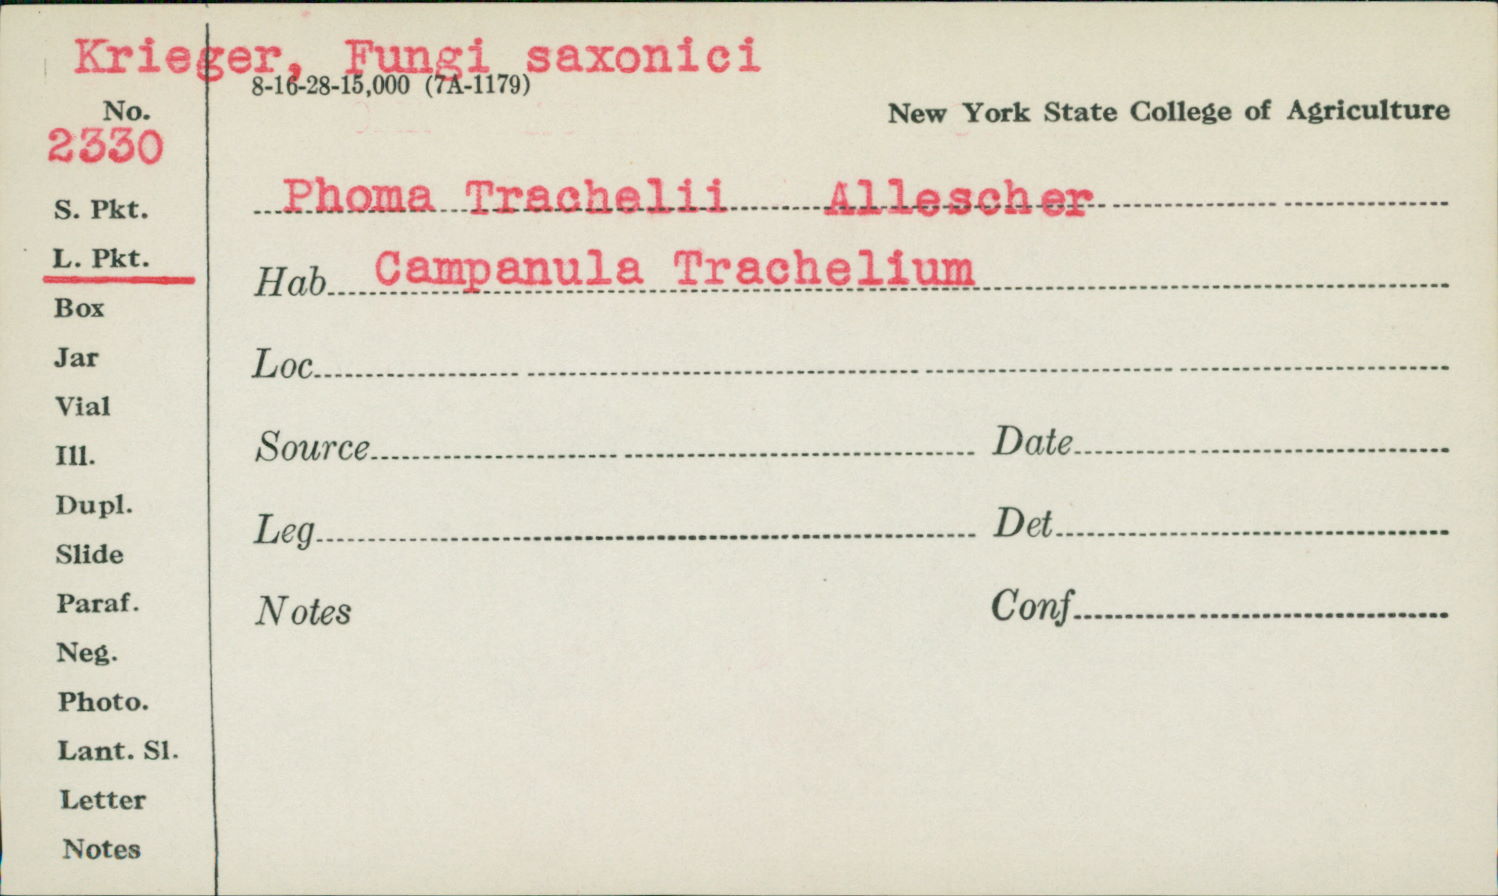 Krieger, Fungi saxonici
8-16-28-15,000 (7A-1179)
New York State College of Agriculture
No.
2330
S. Pkt.
L. Pkt.
Box
Jar
Vial
Ill.
Dupl.
Slide
Paraf.
Neg.
Photo.
Lant. Sl.
Letter
Notes
Phoma Trachelii Allescher
Hab. Campanula Trachelium
Loc.
Source
Date
Leg.
Det.
Notes
Conf.